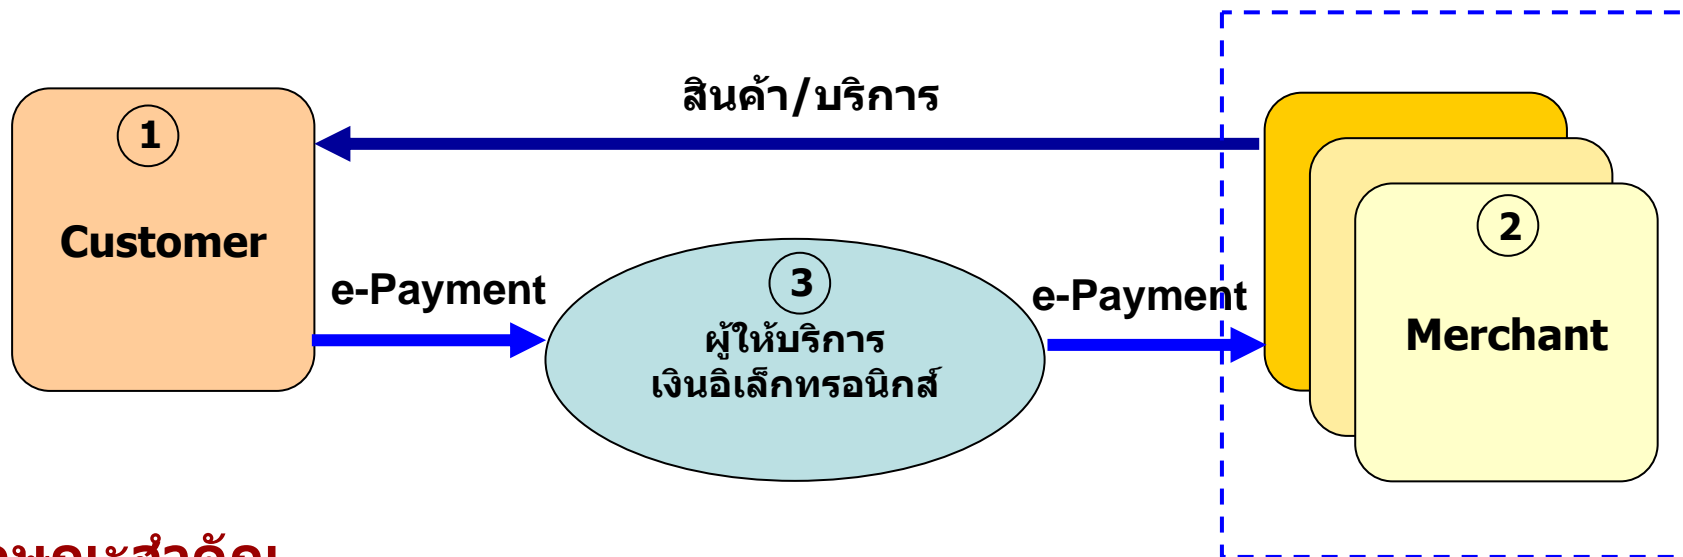 สินค้า/บริการ
1
Customer
2
e-Payment
3
ผู้ให้บริการ
เงินอิเล็กทรอนิกส์
e-Payment
Merchant